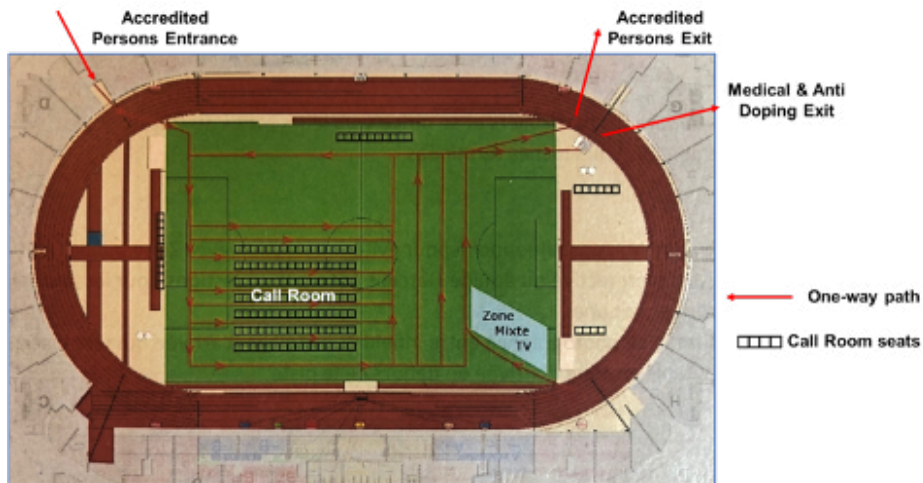 Accredited
Persons Entrance
Accredited
Persons Exit
Medical & Anti
Doping Exit
D
G
Call Room
Zone
Mixte
TV
One-way path
Call Room seats
C
H